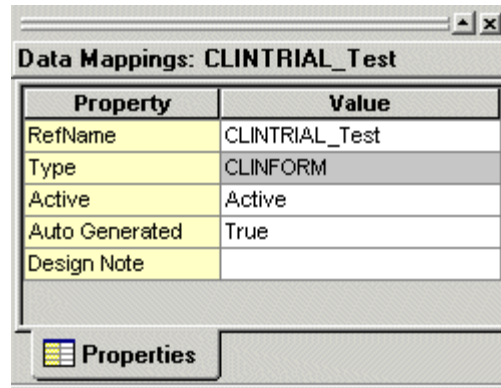 Data Mappings: CLINTRIAL_Test
Property Value
RefName CLINTRIAL_Test
Type CLINFORM
Active Active
Auto Generated True
Design Note
Properties